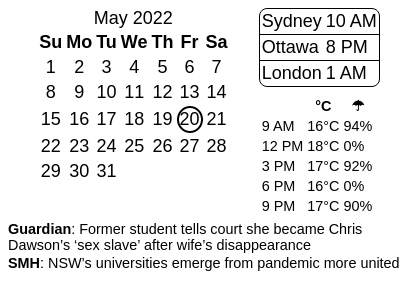 May 2022
Su Mo Tu We Th Fr Sa
1 2 3 4 5 6 7
8 9 10 11 12 13 14
15 16 17 18 19 20 21
22 23 24 25 26 27 28
29 30 31
Sydney 10 AM
Ottawa 8 PM
London 1 AM
°C ☂
9 AM 16°C 94%
12 PM 18°C 0%
3 PM 17°C 92%
6 PM 16°C 0%
9 PM 17°C 90%
Guardian: Former student tells court she became Chris
Dawson's ‘sex slave’ after wife's disappearance
SMH: NSW's universities emerge from pandemic more united